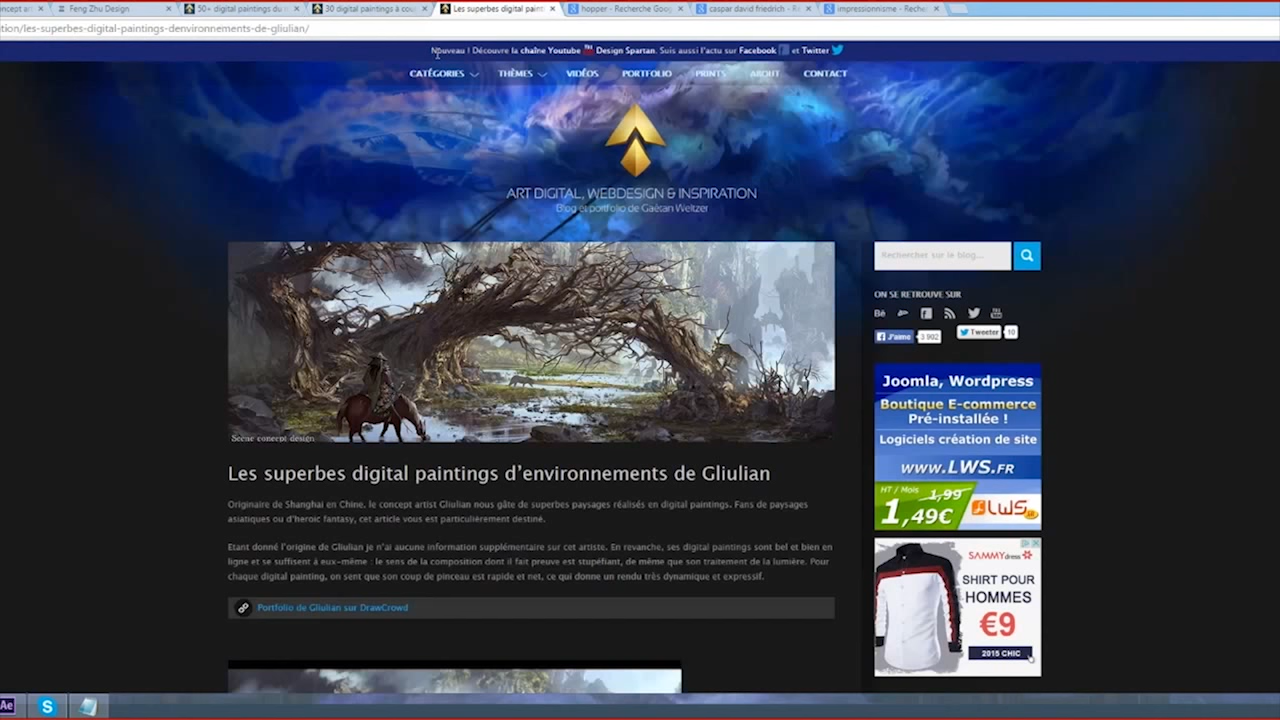 Feng Zhu Design
50+ digital paintings du m
30 digital paintings à cou
Les superbes digital paint
hopper - Recherche Goog
caspar david friedrich - R
impressionnisme - Reche
tion/les-superbes-digital-paintings-denvironnements-de-gliulian/
Nouveau ! Découvre la chaîne Youtube Design Spartan. Suis aussi l'actu sur Facebook et Twitter
CATÉGORIES THÈMES VIDÉOS PORTFOLIO PRINTS ABOUT CONTACT
ART DIGITAL, WEBDESIGN & INSPIRATION
Blog et portfolio de Gaëtan Weltzer
Scene concept design
Les superbes digital paintings d'environnements de Gliulian
Originaire de Shanghai en Chine, le concept artist Gliulian nous gâte de superbes paysages réalisés en digital paintings. Fans de paysages
asiatiques ou d'heroic fantasy, cet article vous est particulièrement destiné.
Etant donné l'origine de Gliulian je n'ai aucune information supplémentaire sur cet artiste. En revanche, ses digital paintings sont bel et bien en
ligne et se suffisent à eux-même : le sens de la composition dont il fait preuve est stupéfiant, de même que son traitement de la lumière. Pour
chaque digital painting, on sent que son coup de pinceau est rapide et net, ce qui donne un rendu très dynamique et expressif.
Portfolio de Gliulian sur DrawCrowd
Rechercher sur le blog...
ON SE RETROUVE SUR
Bē
J'aime 3 902 Tweeter 10
Joomla, Wordpress
Boutique E-commerce
Pré-installée !
Logiciels création de site
www.LWS.FR
HT / Mois 1,99
1,49€ LWS
SAMMYdress
SHIRT POUR
HOMMES
€9
2015 CHIC
Ae
S